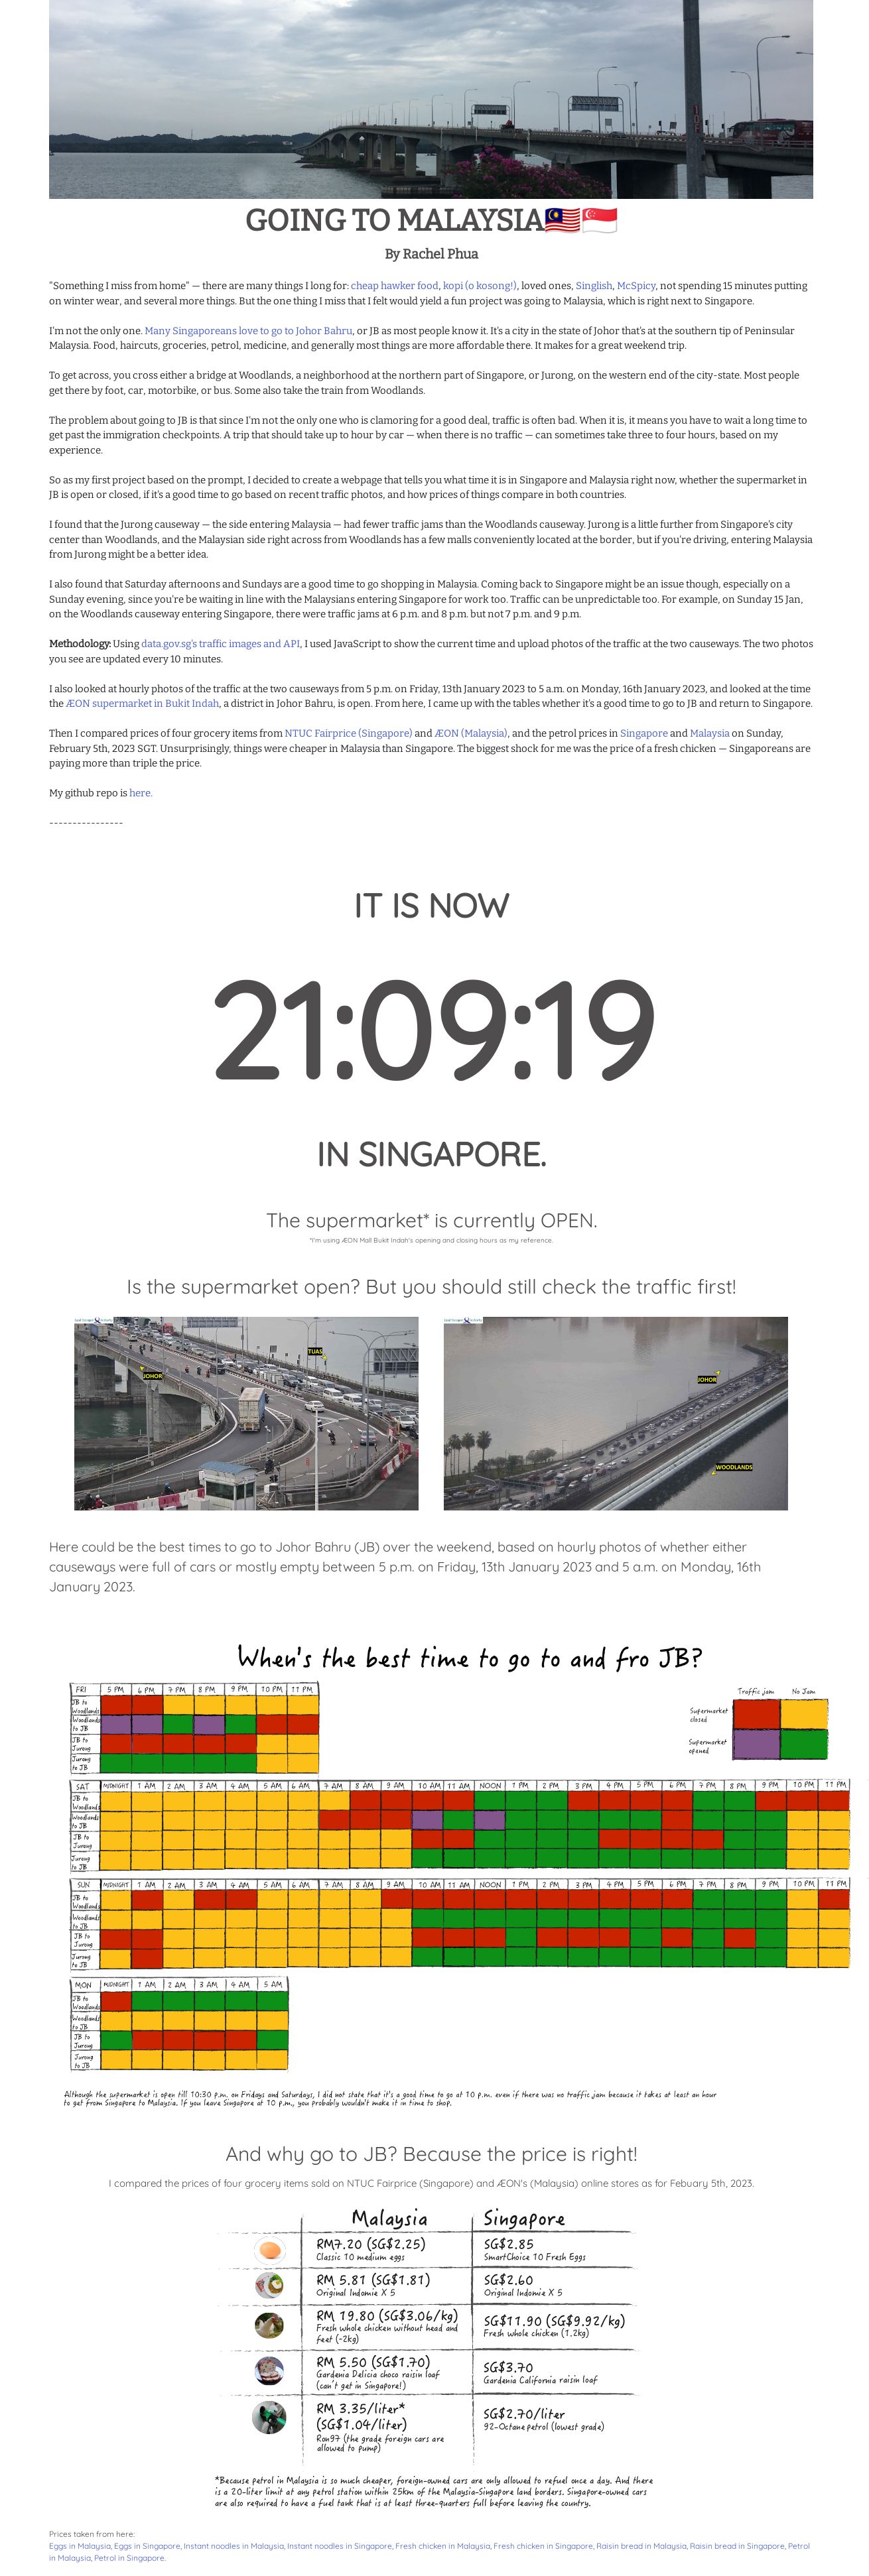 GOING TO MALAYSIA🇲🇾🇸🇬
By Rachel Phua
"Something I miss from home" — there are many things I long for: cheap hawker food, kopi (o kosong!), loved ones, Singlish, McSpicy, not spending 15 minutes putting
on winter wear, and several more things. But the one thing I miss that I felt would yield a fun project was going to Malaysia, which is right next to Singapore.
I'm not the only one. Many Singaporeans love to go to Johor Bahru, or JB as most people know it. It's a city in the state of Johor that's at the southern tip of Peninsular
Malaysia. Food, haircuts, groceries, petrol, medicine, and generally most things are more affordable there. It makes for a great weekend trip.
To get across, you cross either a bridge at Woodlands, a neighborhood at the northern part of Singapore, or Jurong, on the western end of the city-state. Most people
get there by foot, car, motorbike, or bus. Some also take the train from Woodlands.
The problem about going to JB is that since I'm not the only one who is clamoring for a good deal, traffic is often bad. When it is, it means you have to wait a long time to
get past the immigration checkpoints. A trip that should take up to hour by car — when there is no traffic — can sometimes take three to four hours, based on my
experience.
So as my first project based on the prompt, I decided to create a webpage that tells you what time it is in Singapore and Malaysia right now, whether the supermarket in
JB is open or closed, if it's a good time to go based on recent traffic photos, and how prices of things compare in both countries.
I found that the Jurong causeway — the side entering Malaysia — had fewer traffic jams than the Woodlands causeway. Jurong is a little further from Singapore's city
center than Woodlands, and the Malaysian side right across from Woodlands has a few malls conveniently located at the border, but if you're driving, entering Malaysia
from Jurong might be a better idea.
I also found that Saturday afternoons and Sundays are a good time to go shopping in Malaysia. Coming back to Singapore might be an issue though, especially on a
Sunday evening, since you're be waiting in line with the Malaysians entering Singapore for work too. Traffic can be unpredictable too. For example, on Sunday 15 Jan,
on the Woodlands causeway entering Singapore, there were traffic jams at 6 p.m. and 8 p.m. but not 7 p.m. and 9 p.m.
Methodology: Using data.gov.sg's traffic images and API, I used JavaScript to show the current time and upload photos of the traffic at the two causeways. The two photos
you see are updated every 10 minutes.
I also looked at hourly photos of the traffic at the two causeways from 5 p.m. on Friday, 13th January 2023 to 5 a.m. on Monday, 16th January 2023, and looked at the time
the ÆON supermarket in Bukit Indah, a district in Johor Bahru, is open. From here, I came up with the tables whether it's a good time to go to JB and return to Singapore.
Then I compared prices of four grocery items from NTUC Fairprice (Singapore) and ÆON (Malaysia), and the petrol prices in Singapore and Malaysia on Sunday,
February 5th, 2023 SGT. Unsurprisingly, things were cheaper in Malaysia than Singapore. The biggest shock for me was the price of a fresh chicken — Singaporeans are
paying more than triple the price.
My github repo is here.
----------------
IT IS NOW
21:09:19
IN SINGAPORE.
The supermarket* is currently OPEN.
*I'm using ÆON Mall Bukit Indah's opening and closing hours as my reference.
Is the supermarket open? But you should still check the traffic first!
TUAS
JOHOR
JOHOR
WOODLANDS
Here could be the best times to go to Johor Bahru (JB) over the weekend, based on hourly photos of whether either
causeways were full of cars or mostly empty between 5 p.m. on Friday, 13th January 2023 and 5 a.m. on Monday, 16th
January 2023.
When's the best time to go to and fro JB?
Traffic jam No Jam
Supermarket
closed
Supermarket
opened
FRI 5 PM 6 PM 7 PM 8 PM 9 PM 10 PM 11 PM
JB to
Woodlands
Woodlands
to JB
JB to
Jurong
Jurong
to JB
SAT MIDNIGHT 1 AM 2 AM 3 AM 4 AM 5 AM 6 AM 7 AM 8 AM 9 AM 10 AM 11 AM NOON 1 PM 2 PM 3 PM 4 PM 5 PM 6 PM 7 PM 8 PM 9 PM 10 PM 11 PM
JB to
Woodlands
Woodlands
to JB
JB to
Jurong
Jurong
to JB
SUN MIDNIGHT 1 AM 2 AM 3 AM 4 AM 5 AM 6 AM 7 AM 8 AM 9 AM 10 AM 11 AM NOON 1 PM 2 PM 3 PM 4 PM 5 PM 6 PM 7 PM 8 PM 9 PM 10 PM 11 PM
JB to
Woodlands
Woodlands
to JB
JB to
Jurong
Jurong
to JB
MON MIDNIGHT 1 AM 2 AM 3 AM 4 AM 5 AM
JB to
Woodlands
Woodlands
to JB
JB to
Jurong
Jurong
to JB
Although the supermarket is open till 10:30 p.m. on Fridays and Saturdays, I did not state that it's a good time to go at 10 p.m. even if there was no traffic jam because it takes at least an hour
to get from Singapore to Malaysia. If you leave Singapore at 10 p.m., you probably wouldn't make it in time to shop.
And why go to JB? Because the price is right!
I compared the prices of four grocery items sold on NTUC Fairprice (Singapore) and ÆON's (Malaysia) online stores as for Febuary 5th, 2023.
Malaysia Singapore
RM7.20 (SG$2.25)
Classic 10 medium eggs
SG$2.85
SmartChoice 10 Fresh Eggs
RM 5.81 (SG$1.81)
Original Indomie X 5
SG$2.60
Original Indomie X 5
RM 19.80 (SG$3.06/kg)
Fresh whole chicken without head and
feet (~2kg)
SG$11.90 (SG$9.92/kg)
Fresh whole chicken (1.2kg)
RM 5.50 (SG$1.70)
Gardenia Delicia choco raisin loaf
(can't get in Singapore!)
SG$3.70
Gardenia California raisin loaf
RM 3.35/liter*
(SG$1.04/liter)
Ron97 (the grade foreign cars are
allowed to pump)
SG$2.70/liter
92-Octane petrol (lowest grade)
*Because petrol in Malaysia is so much cheaper, foreign-owned cars are only allowed to refuel once a day. And there
is a 20-liter limit at any petrol station within 25km of the Malaysia-Singapore land borders. Singapore-owned cars
are also required to have a fuel tank that is at least three-quarters full before leaving the country.
Prices taken from here:
Eggs in Malaysia, Eggs in Singapore, Instant noodles in Malaysia, Instant noodles in Singapore, Fresh chicken in Malaysia, Fresh chicken in Singapore, Raisin bread in Malaysia, Raisin bread in Singapore, Petrol
in Malaysia, Petrol in Singapore.